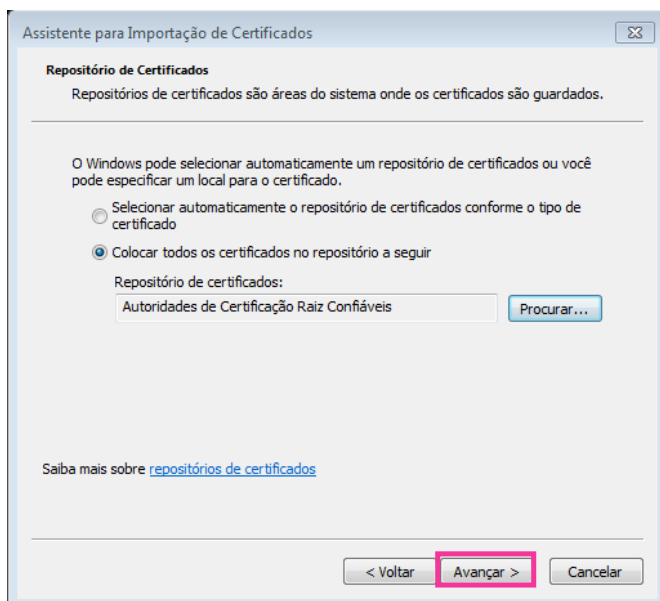 Assistente para Importação de Certificados
Repositório de Certificados
Repositórios de certificados são áreas do sistema onde os certificados são guardados.
O Windows pode selecionar automaticamente um repositório de certificados ou você
pode especificar um local para o certificado.
Selecionar automaticamente o repositório de certificados conforme o tipo de
certificado
Colocar todos os certificados no repositório a seguir
Repositório de certificados:
Autoridades de Certificação Raiz Confiáveis
Procurar...
Saiba mais sobre repositórios de certificados
< Voltar
Avançar >
Cancelar